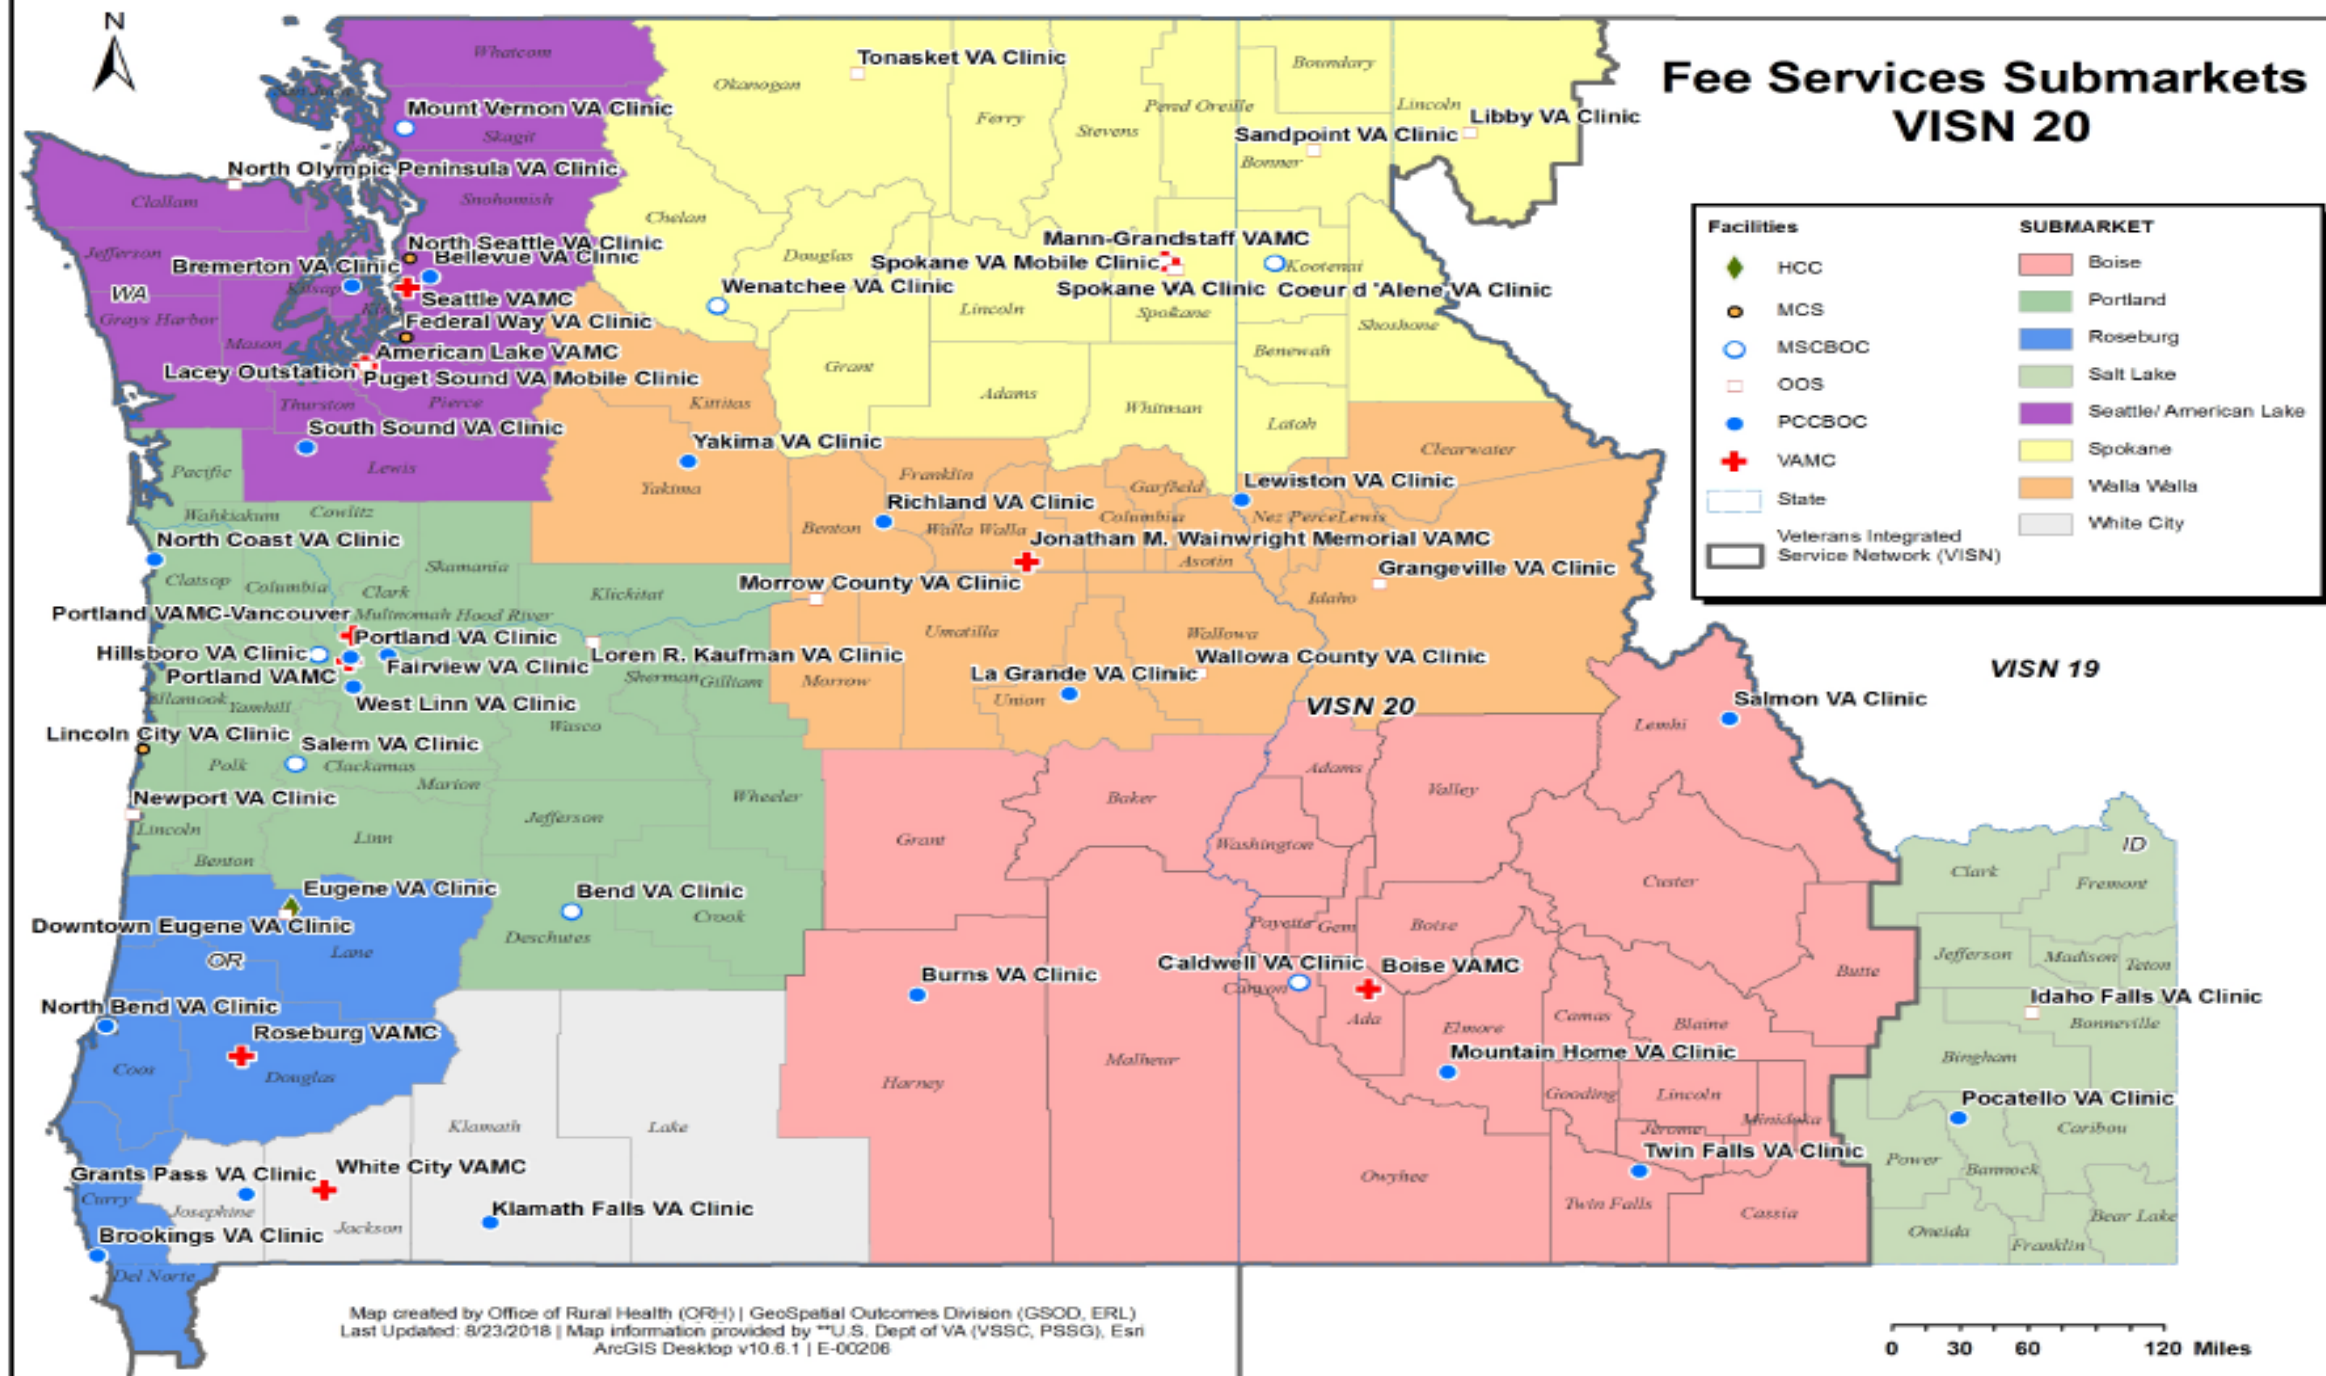 N
Fee Services Submarkets
VISN 20
Whatcom
Okanogan
Tonasket VA Clinic
Boundary
Ferry
Pend Oreille
Stevens
Lincoln
Libby VA Clinic
Sandpoint VA Clinic
Bonner
San Juan
Mount Vernon VA Clinic
Skagit
North Olympic Peninsula VA Clinic
Clallam
Snohomish
Chelan
Jefferson
North Seattle VA Clinic
Bellevue VA Clinic
Bremerton VA Clinic
Kitsap
WA
Seattle VAMC
Grays Harbor
Federal Way VA Clinic
Mason
American Lake VAMC
Lacey Outstation
Puget Sound VA Mobile Clinic
Thurston
Pierce
South Sound VA Clinic
Lewis
Douglas
Mann-Grandstaff VAMC
Spokane VA Mobile Clinic
Kootenai
Wenatchee VA Clinic
Spokane VA Clinic
Coeur d 'Alene VA Clinic
Lincoln
Spokane
Shoshone
Benewah
Grant
Adams
Whitman
Latah
Kittitas
Yakima VA Clinic
Yakima
Clearwater
Franklin
Garfield
Lewiston VA Clinic
Richland VA Clinic
Benton
Walla Walla
Columbia
Nez Perce
Lewis
Jonathan M. Wainwright Memorial VAMC
Asotin
Grangeville VA Clinic
Idaho
Morrow County VA Clinic
Pacific
Wahkiakum
Cowlitz
North Coast VA Clinic
Clatsop
Columbia
Clark
Skamania
Klickitat
Portland VAMC-Vancouver
Multnomah
Hood River
Portland VA Clinic
Hillsboro VA Clinic
Fairview VA Clinic
Loren R. Kaufman VA Clinic
Portland VAMC
Sherman
Gilliam
Tillamook
Yamhill
West Linn VA Clinic
Wasco
Umatilla
Wallowa
Wallowa County VA Clinic
La Grande VA Clinic
Morrow
Union
VISN 20
VISN 19
Salmon VA Clinic
Lemhi
Lincoln City VA Clinic
Salem VA Clinic
Polk
Clackamas
Marion
Newport VA Clinic
Lincoln
Linn
Benton
Jefferson
Wheeler
Grant
Baker
Adams
Valley
Washington
Custer
Clark
ID
Fremont
Eugene VA Clinic
Downtown Eugene VA Clinic
Lane
OR
Bend VA Clinic
Deschutes
Crook
Burns VA Clinic
Payette
Gem
Boise
Caldwell VA Clinic
Boise VAMC
Canyon
Ada
Elmore
Camas
Blaine
Butte
Jefferson
Madison
Teton
Idaho Falls VA Clinic
Bonneville
Bingham
North Bend VA Clinic
Roseburg VAMC
Coos
Douglas
Klamath
Lake
Harney
Malheur
Mountain Home VA Clinic
Gooding
Lincoln
Minidoka
Jerome
Twin Falls VA Clinic
Pocatello VA Clinic
Caribou
Power
Bannock
Grants Pass VA Clinic
White City VAMC
Curry
Josephine
Jackson
Klamath Falls VA Clinic
Brookings VA Clinic
Del Norte
Owyhee
Twin Falls
Cassia
Oneida
Franklin
Bear Lake
Facilities
HCC
MCS
MSCBOC
OOS
PCCBOC
VAMC
State
Veterans Integrated
Service Network (VISN)
SUBMARKET
Boise
Portland
Roseburg
Salt Lake
Seattle/ American Lake
Spokane
Walla Walla
White City
Map created by Office of Rural Health (ORH) | GeoSpatial Outcomes Division (GSOD, ERL)
Last Updated: 8/23/2018 | Map information provided by **U.S. Dept of VA (VSSC, PSSG), Esri
ArcGIS Desktop v10.6.1 | E-00206
0 30 60 120 Miles